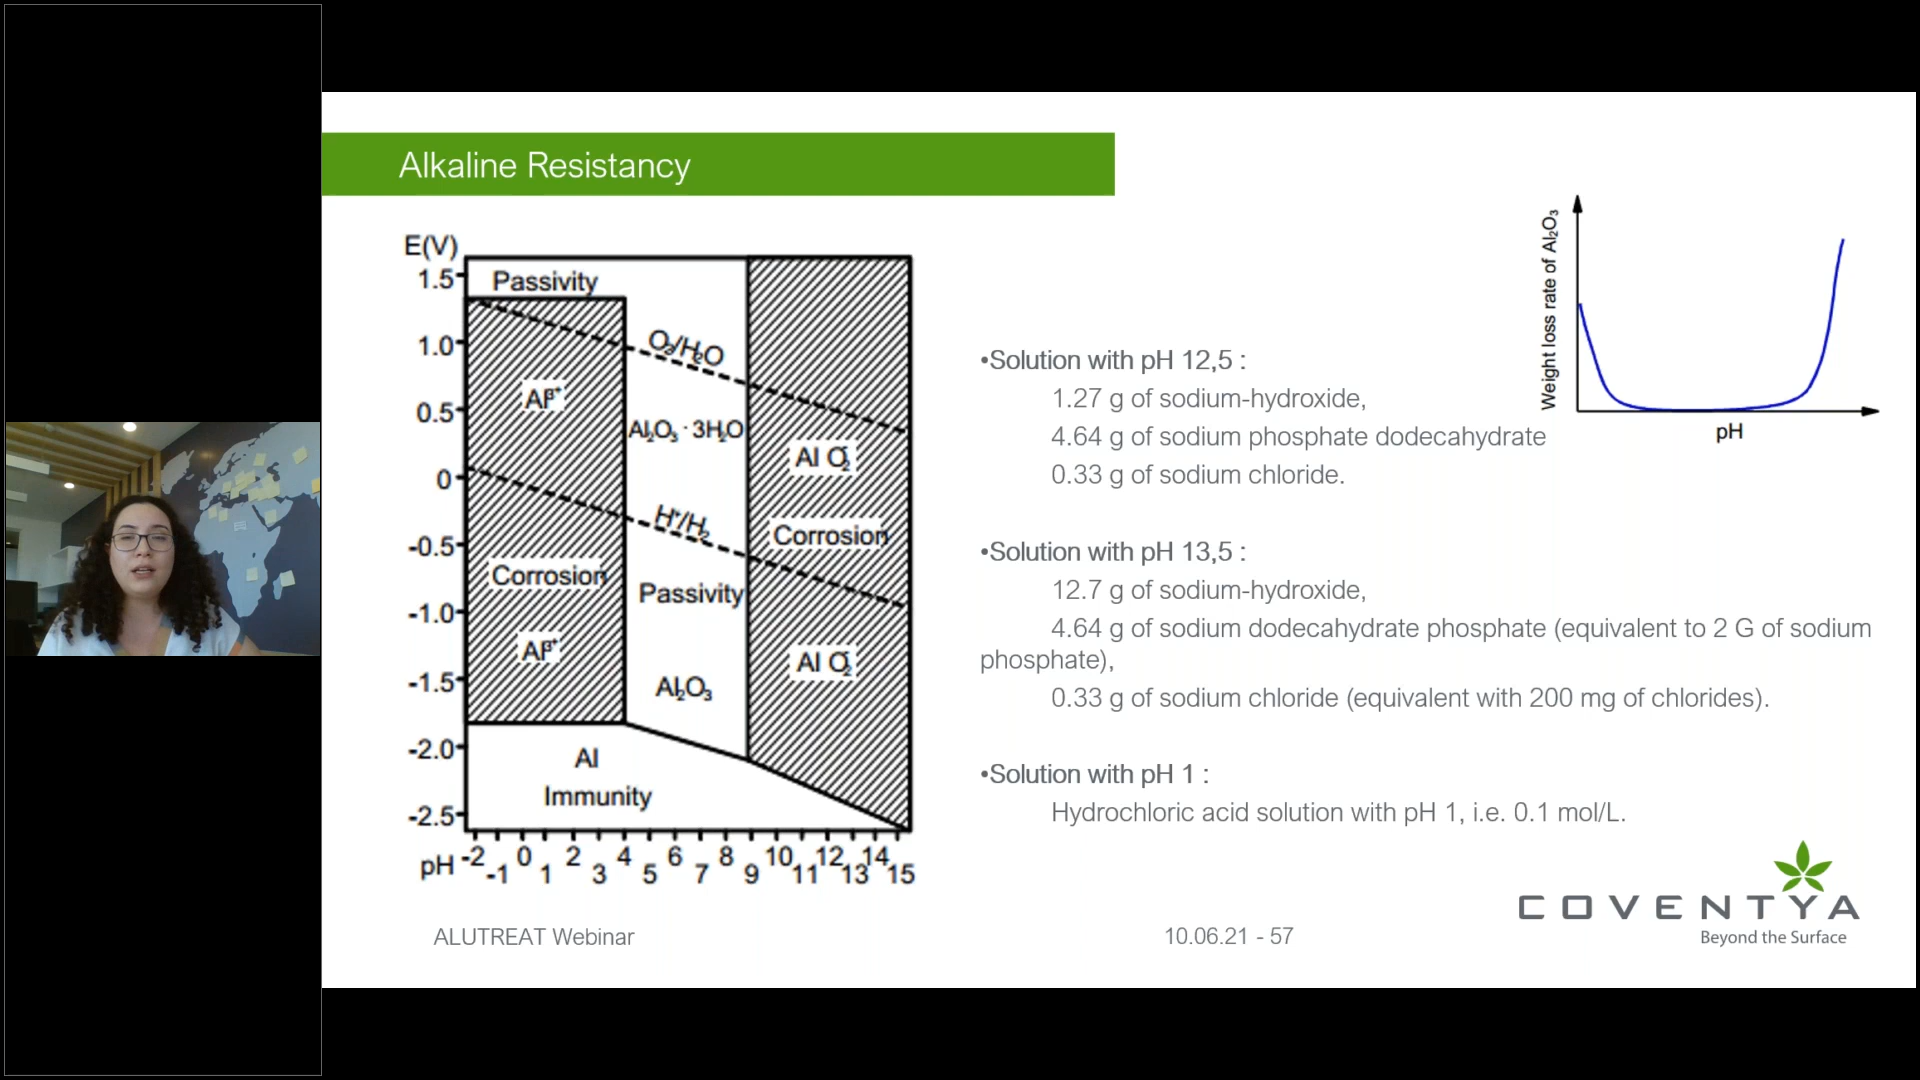 Alkaline Resistancy
E(V)
1.5
1.0
0.5
0
-0.5
-1.0
-1.5
-2.0
-2.5
Passivity
O₂/H₂O
Al³⁺
Al₂O₃ · 3H₂O
Al O₂⁻
H⁺/H₂
Corrosion
Corrosion
Passivity
Al³⁺
Al O₂⁻
Al₂O₃
Al
Immunity
pH -2 -1 0 1 2 3 4 5 6 7 8 9 10 11 12 13 14 15
Weight loss rate of Al₂O₃
pH
•Solution with pH 12,5 :
1.27 g of sodium-hydroxide,
4.64 g of sodium phosphate dodecahydrate
0.33 g of sodium chloride.
•Solution with pH 13,5 :
12.7 g of sodium-hydroxide,
4.64 g of sodium dodecahydrate phosphate (equivalent to 2 G of sodium
phosphate),
0.33 g of sodium chloride (equivalent with 200 mg of chlorides).
•Solution with pH 1 :
Hydrochloric acid solution with pH 1, i.e. 0.1 mol/L.
COVENTYA
Beyond the Surface
ALUTREAT Webinar
10.06.21 - 57